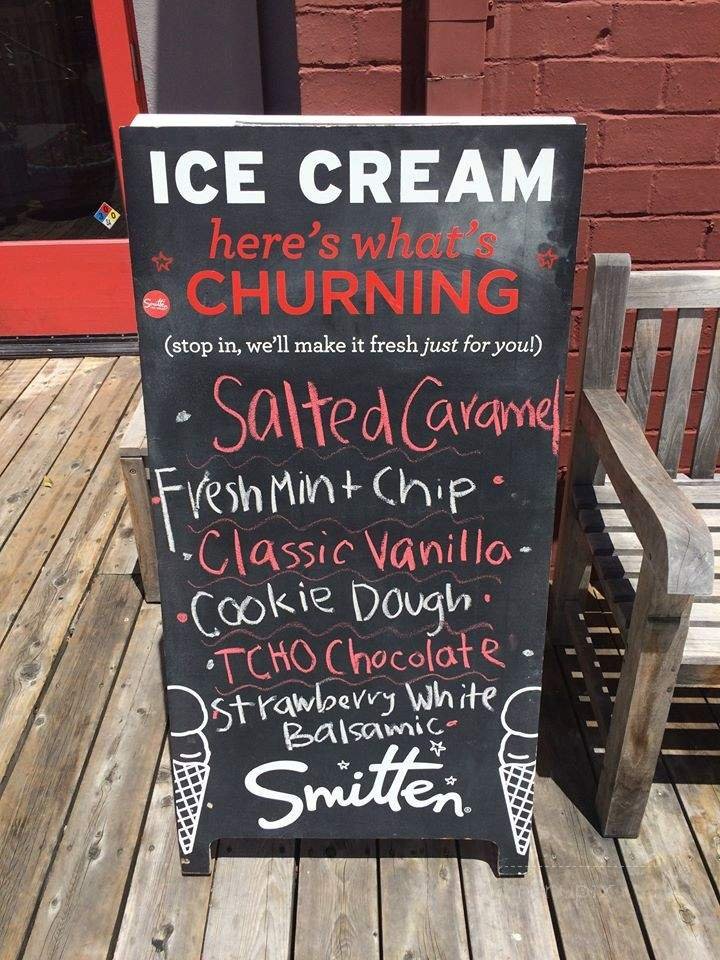 ICE CREAM
here's what's
CHURNING
Smitten
(stop in, we'll make it fresh just for you!)
Salted Caramel
Fresh Mint Chip
Classic Vanilla
Cookie Dough
TCHO Chocolate
Strawberry White
Balsamic
Smitten